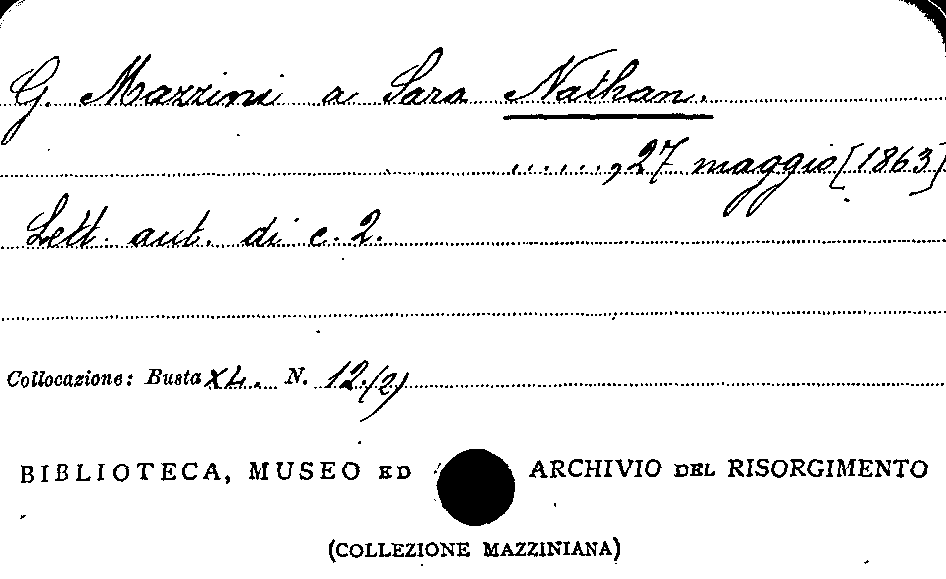 G. Mazzini a Sara Nathan.
......, 27 maggio [1863]
Lett. aut. di c. 2.
Collocazione: Busta XL. N. 12.(2)
BIBLIOTECA, MUSEO ED ARCHIVIO DEL RISORGIMENTO
(COLLEZIONE MAZZINIANA)